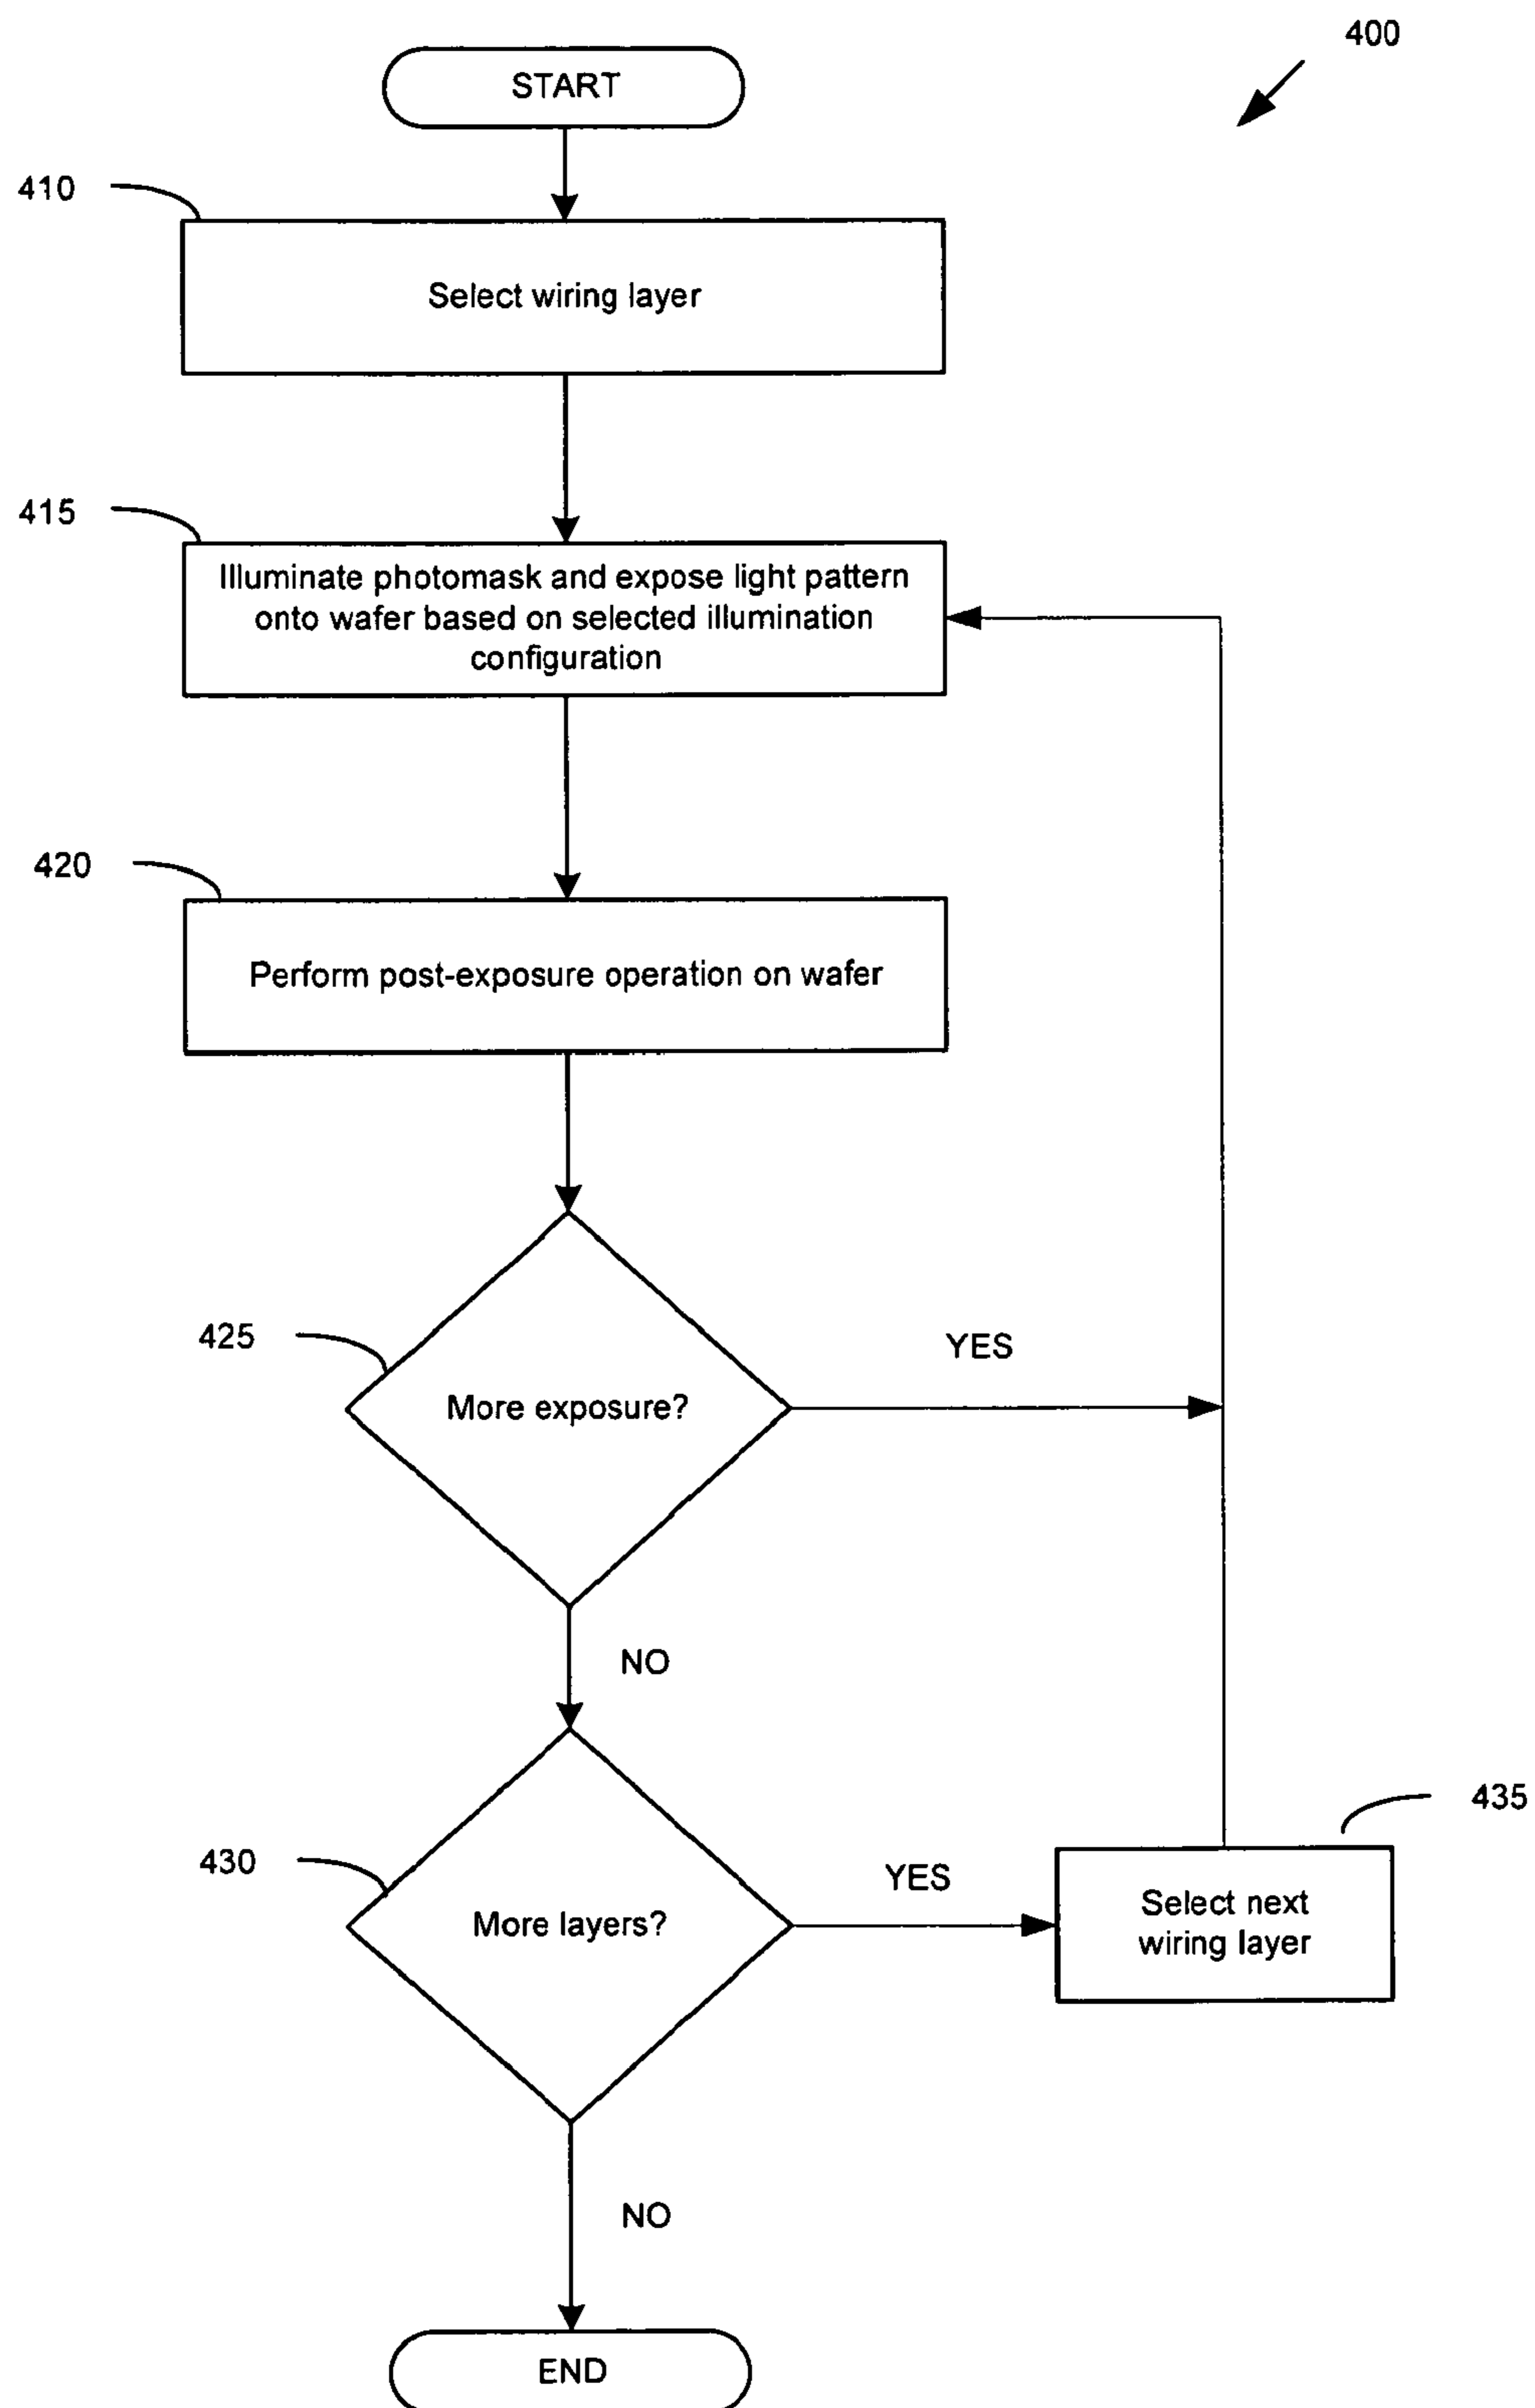 400
START
410
Select wiring layer
415
Illuminate photomask and expose light pattern
onto wafer based on selected illumination
configuration
420
Perform post-exposure operation on wafer
425
More exposure?
YES
NO
430
More layers?
YES
435
Select next
wiring layer
NO
END